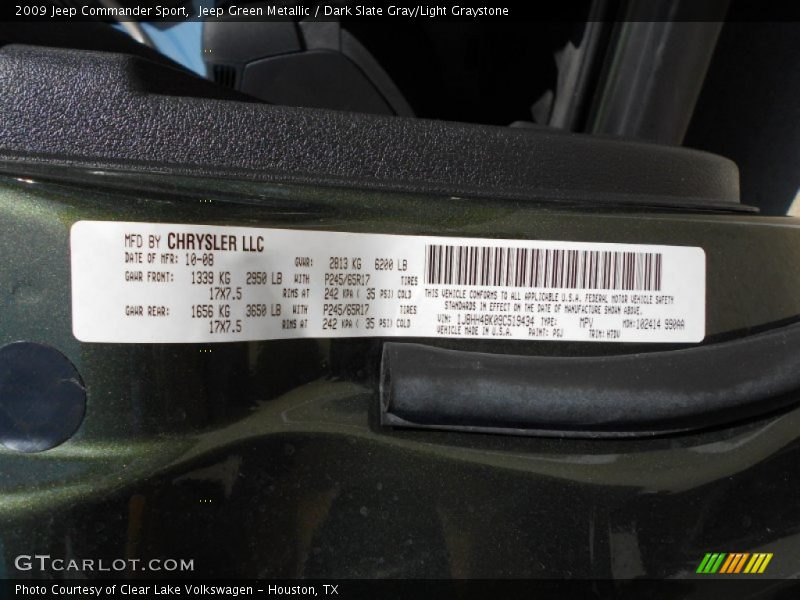 2009 Jeep Commander Sport, Jeep Green Metallic / Dark Slate Gray/Light Graystone
MFD BY CHRYSLER LLC
DATE OF MFR: 10-08 GVWR: 2813 KG 6200 LB
GAWR FRONT: 1339 KG 2950 LB WITH P245/65R17 TIRES
17X7.5 RIMS AT 242 KPA ( 35 PSI) COLD
GAWR REAR: 1656 KG 3650 LB WITH P245/65R17 TIRES
17X7.5 RIMS AT 242 KPA ( 35 PSI) COLD
THIS VEHICLE CONFORMS TO ALL APPLICABLE U.S.A. FEDERAL MOTOR VEHICLE SAFETY
STANDARDS IN EFFECT ON THE DATE OF MANUFACTURE SHOWN ABOVE.
VIN: 1J8HH48K09C519434 TYPE: MPV MDH: 102414 990AA
VEHICLE MADE IN U.S.A. PAINT: PGJ TRIM:
GTCARLOT.COM
Photo Courtesy of Clear Lake Volkswagen - Houston, TX